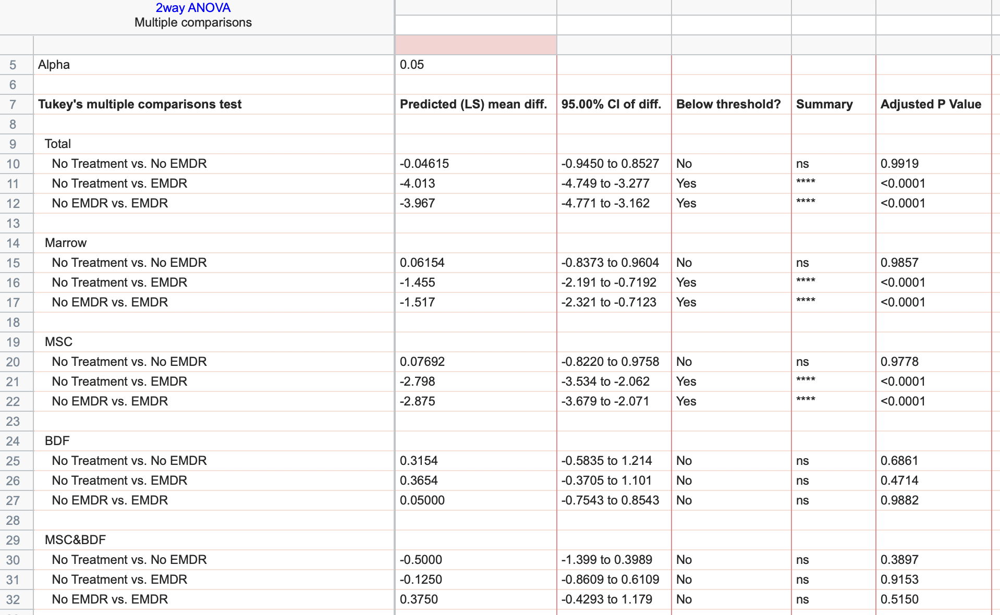 2way ANOVA
Multiple comparisons
5 Alpha 0.05
6
7 Tukey's multiple comparisons test Predicted (LS) mean diff. 95.00% CI of diff. Below threshold? Summary Adjusted P Value
8
9 Total
10 No Treatment vs. No EMDR -0.04615 -0.9450 to 0.8527 No ns 0.9919
11 No Treatment vs. EMDR -4.013 -4.749 to -3.277 Yes **** <0.0001
12 No EMDR vs. EMDR -3.967 -4.771 to -3.162 Yes **** <0.0001
13
14 Marrow
15 No Treatment vs. No EMDR 0.06154 -0.8373 to 0.9604 No ns 0.9857
16 No Treatment vs. EMDR -1.455 -2.191 to -0.7192 Yes **** <0.0001
17 No EMDR vs. EMDR -1.517 -2.321 to -0.7123 Yes **** <0.0001
18
19 MSC
20 No Treatment vs. No EMDR 0.07692 -0.8220 to 0.9758 No ns 0.9778
21 No Treatment vs. EMDR -2.798 -3.534 to -2.062 Yes **** <0.0001
22 No EMDR vs. EMDR -2.875 -3.679 to -2.071 Yes **** <0.0001
23
24 BDF
25 No Treatment vs. No EMDR 0.3154 -0.5835 to 1.214 No ns 0.6861
26 No Treatment vs. EMDR 0.3654 -0.3705 to 1.101 No ns 0.4714
27 No EMDR vs. EMDR 0.05000 -0.7543 to 0.8543 No ns 0.9882
28
29 MSC&BDF
30 No Treatment vs. No EMDR -0.5000 -1.399 to 0.3989 No ns 0.3897
31 No Treatment vs. EMDR -0.1250 -0.8609 to 0.6109 No ns 0.9153
32 No EMDR vs. EMDR 0.3750 -0.4293 to 1.179 No ns 0.5150